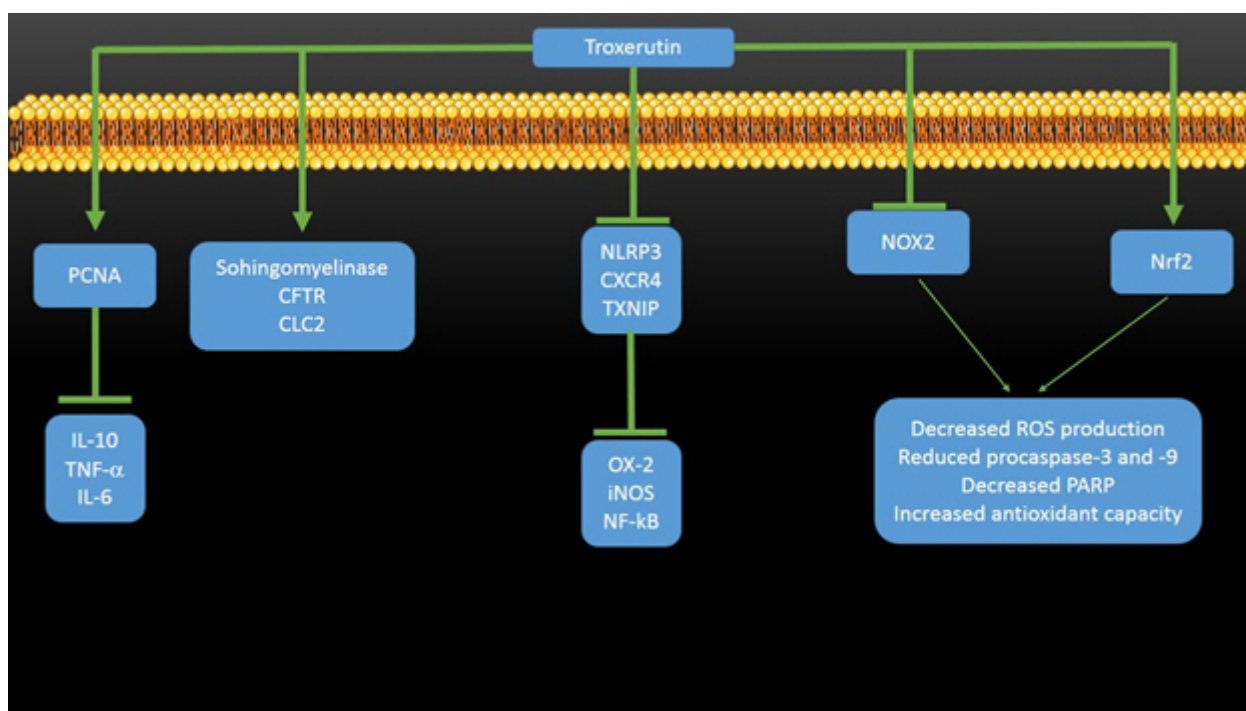 Troxerutin
PCNA
Sohingomyelinase
CFTR
CLC2
NLRP3
CXCR4
TXNIP
NOX2
Nrf2
IL-10
TNF-α
IL-6
OX-2
iNOS
NF-kB
Decreased ROS production
Reduced procaspase-3 and -9
Decreased PARP
Increased antioxidant capacity